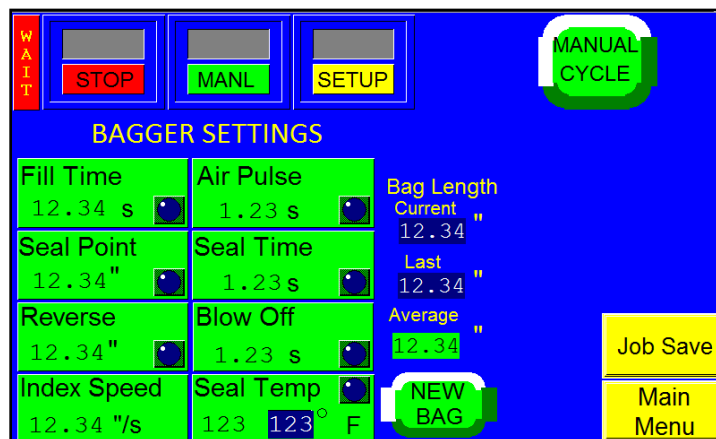 WAIT
STOP
MANL
SETUP
MANUAL
CYCLE
BAGGER SETTINGS
Fill Time
12.34 s
Air Pulse
1.23 s
Bag Length
Current
12.34 "
Seal Point
12.34"
Seal Time
1.23 s
Last
12.34 "
Reverse
12.34"
Blow Off
1.23 s
Average
12.34 "
Job Save
Index Speed
12.34 "/s
Seal Temp
123 123° F
NEW
BAG
Main
Menu